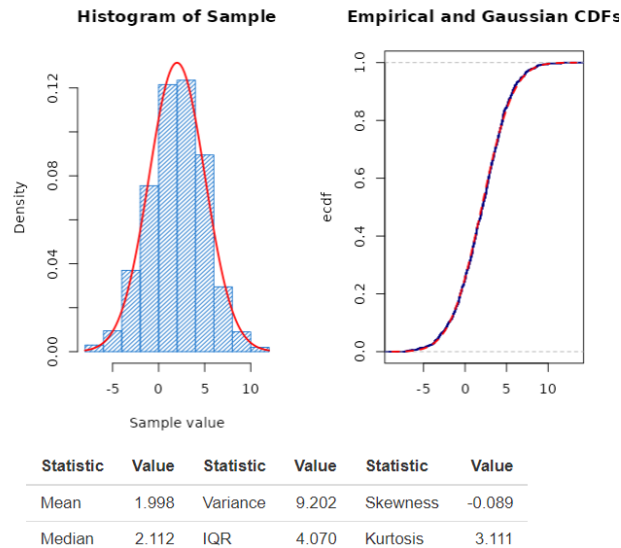 Histogram of Sample
Density
0.00 0.04 0.08 0.12
-5 0 5 10
Sample value
Empirical and Gaussian CDFs
ecdf
0.0 0.2 0.4 0.6 0.8 1.0
-5 0 5 10
Statistic Value Statistic Value Statistic Value
Mean 1.998 Variance 9.202 Skewness -0.089
Median 2.112 IQR 4.070 Kurtosis 3.111